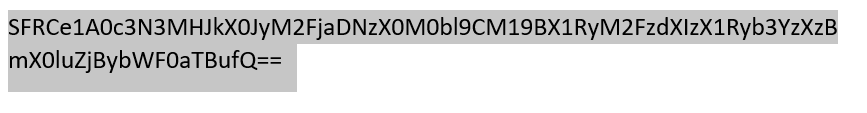 SFRCe1A0c3N3MHJkX0JyM2FjaDNzX0M0bl9CM19BX1RyM2FzdXIzX1Ryb3YzXzB
mX0luZjBybWF0aTBufQ==